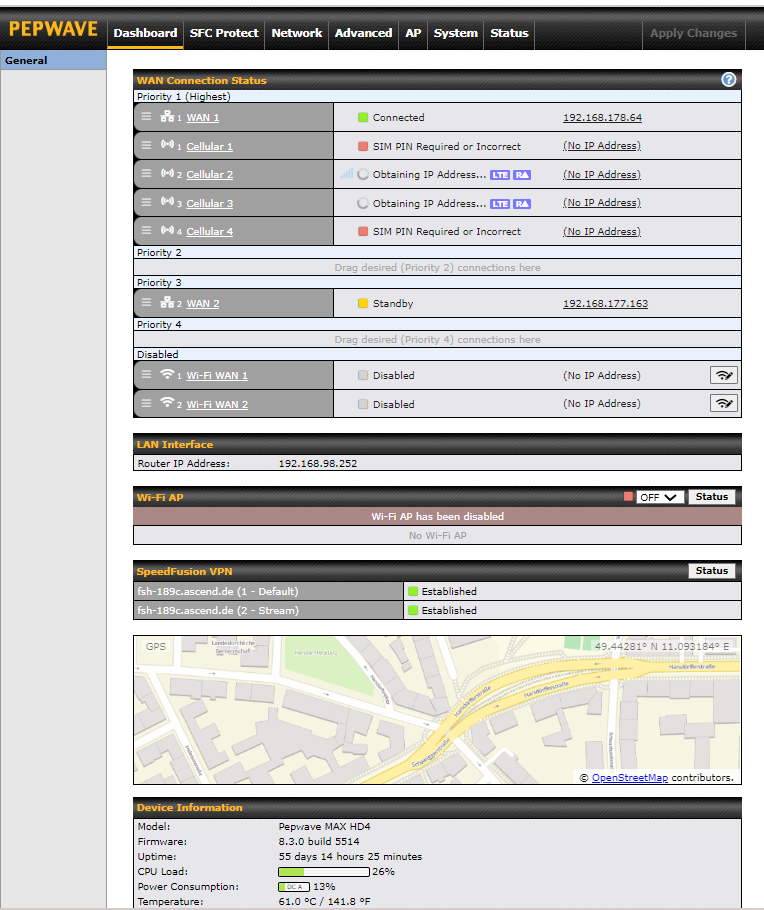 PEPWAVE Dashboard SFC Protect Network Advanced AP System Status Apply Changes
General
WAN Connection Status
Priority 1 (Highest)
1 WAN 1 Connected 192.168.178.64
1 Cellular 1 SIM PIN Required or Incorrect (No IP Address)
2 Cellular 2 Obtaining IP Address... LTE RA (No IP Address)
3 Cellular 3 Obtaining IP Address... LTE RA (No IP Address)
4 Cellular 4 SIM PIN Required or Incorrect (No IP Address)
Priority 2
Drag desired (Priority 2) connections here
Priority 3
2 WAN 2 Standby 192.168.177.163
Priority 4
Drag desired (Priority 4) connections here
Disabled
1 Wi-Fi WAN 1 Disabled (No IP Address)
2 Wi-Fi WAN 2 Disabled (No IP Address)
LAN Interface
Router IP Address: 192.168.98.252
Wi-Fi AP OFF Status
Wi-Fi AP has been disabled
No Wi-Fi AP
SpeedFusion VPN Status
fsh-189c.ascend.de (1 - Default) Established
fsh-189c.ascend.de (2 - Stream) Established
GPS 49.44281° N 11.093184° E
Landeskirchliche
Gemeinschaft
Harsdörfferstraße
Harsdörfferstraße
Harsdörfferstraße
© OpenStreetMap contributors.
Device Information
Model: Pepwave MAX HD4
Firmware: 8.3.0 build 5514
Uptime: 55 days 14 hours 25 minutes
CPU Load: 26%
Power Consumption: DC A 13%
Temperature: 61.0 °C / 141.8 °F